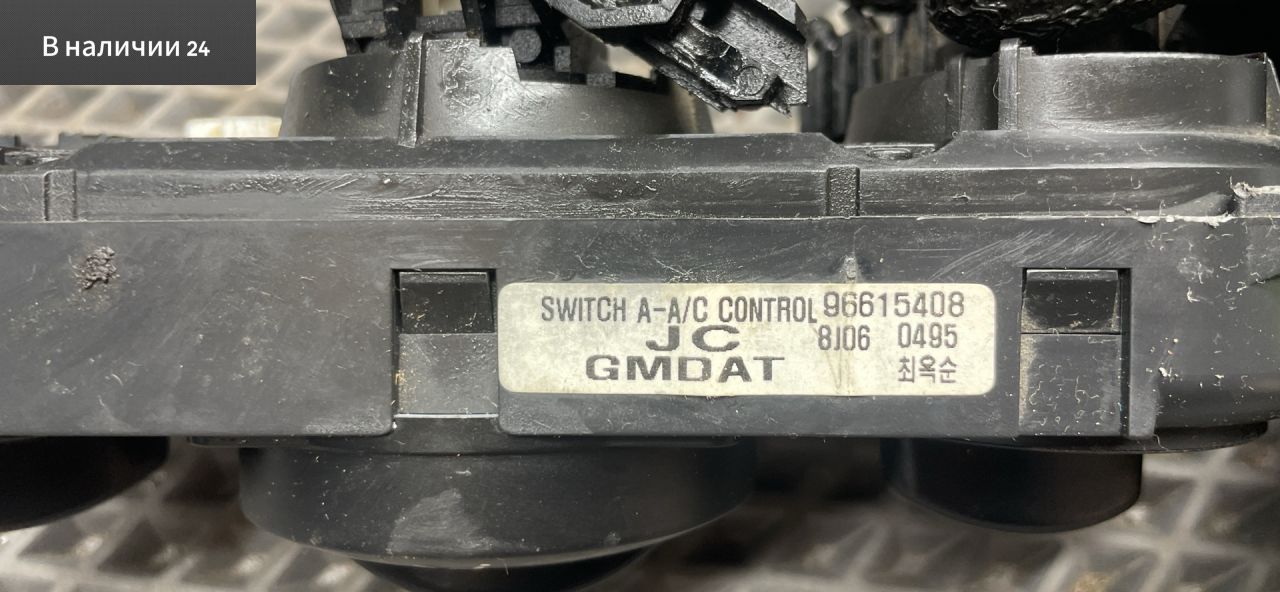 В наличии 24
SWITCH A-A/C CONTROL 96615408
JC 8J06 0495
GMDAT 최옥순